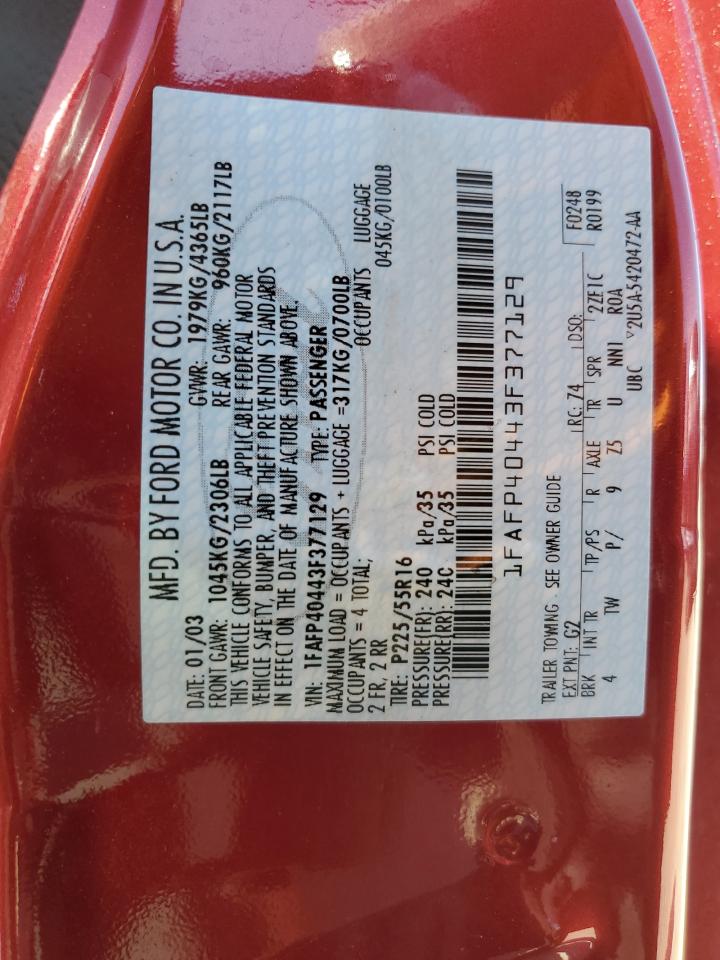 MFD. BY FORD MOTOR CO. IN U.S.A.
DATE: 01/03 GVWR: 1979KG/4365LB
FRONT GAWR: 1045KG/2306LB REAR GAWR: 960KG/2117LB
THIS VEHICLE CONFORMS TO ALL APPLICABLE FEDERAL MOTOR
VEHICLE SAFETY, BUMPER, AND THEFT PREVENTION STANDARDS
IN EFFECT ON THE DATE OF MANUFACTURE SHOWN ABOVE.
VIN: 1FAFP40443F377129 TYPE: PASSENGER
MAXIMUM LOAD = OCCUPANTS + LUGGAGE =317KG/0700LB
OCCUPANTS = 4 TOTAL; OCCUPANTS LUGGAGE
2 FR, 2 RR 045KG/0100LB
TIRE: P225/55R16
PRESSURE(FR): 240 kPa/35 PSI COLD
PRESSURE(RR): 24C kPa/35 PSI COLD
1FAFP40443F377129
TRAILER TOWING - SEE OWNER GUIDE
EXT PNT: G2 RC: 74 DSO: F0248
BRK INT TR TP/PS R AXLE TR SPR 2ZF1C R0199
4 TW P/ 9 Z5 U NNI ROA
UBC ▽2U5A-5420472-AA